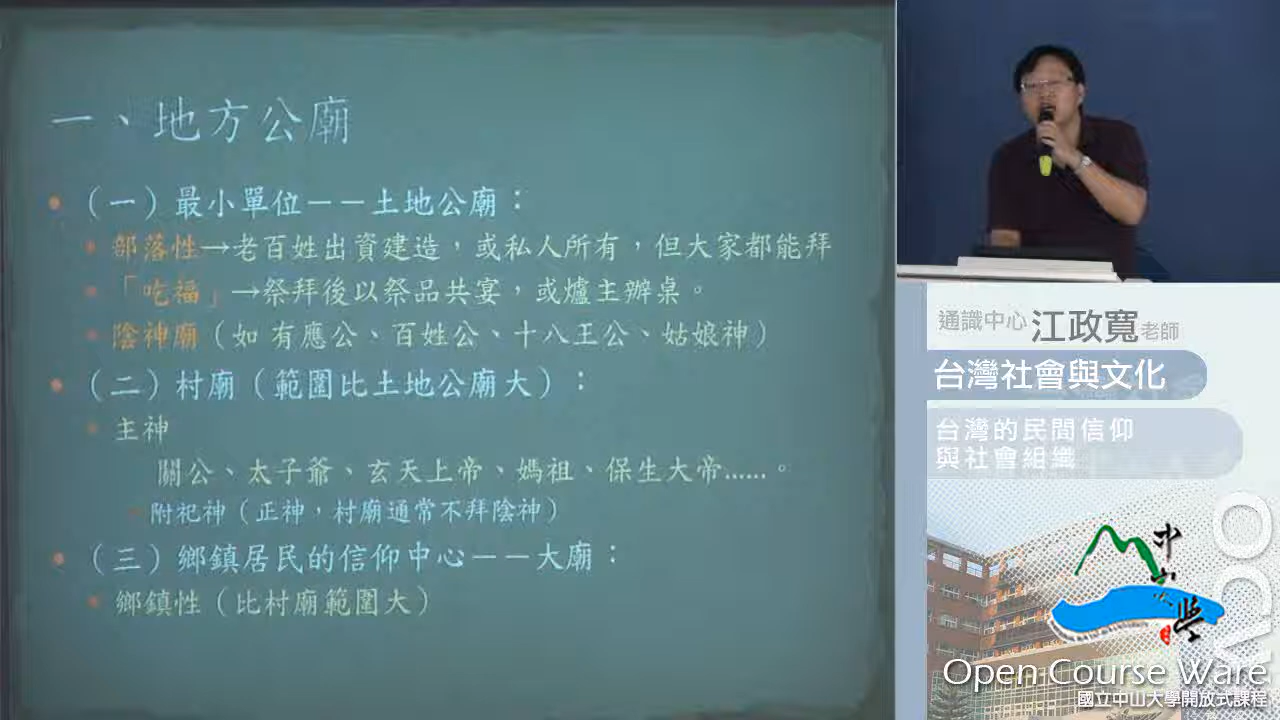 一、地方公廟
（一）最小單位－－土地公廟：
部落性→老百姓出資建造，或私人所有，但大家都能拜
「吃福」→祭拜後以祭品共宴，或爐主辦桌。
陰神廟（如 有應公、百姓公、十八王公、姑娘神）
（二）村廟（範圍比土地公廟大）：
主神
關公、太子爺、玄天上帝、媽祖、保生大帝……。
附祀神（正神，村廟通常不拜陰神）
（三）鄉鎮居民的信仰中心－－大廟：
鄉鎮性（比村廟範圍大）
通識中心 江政寬 老師
台灣社會與文化
台灣的民間信仰
與社會組織
中山大學
OCW
Open Course Ware
國立中山大學開放式課程